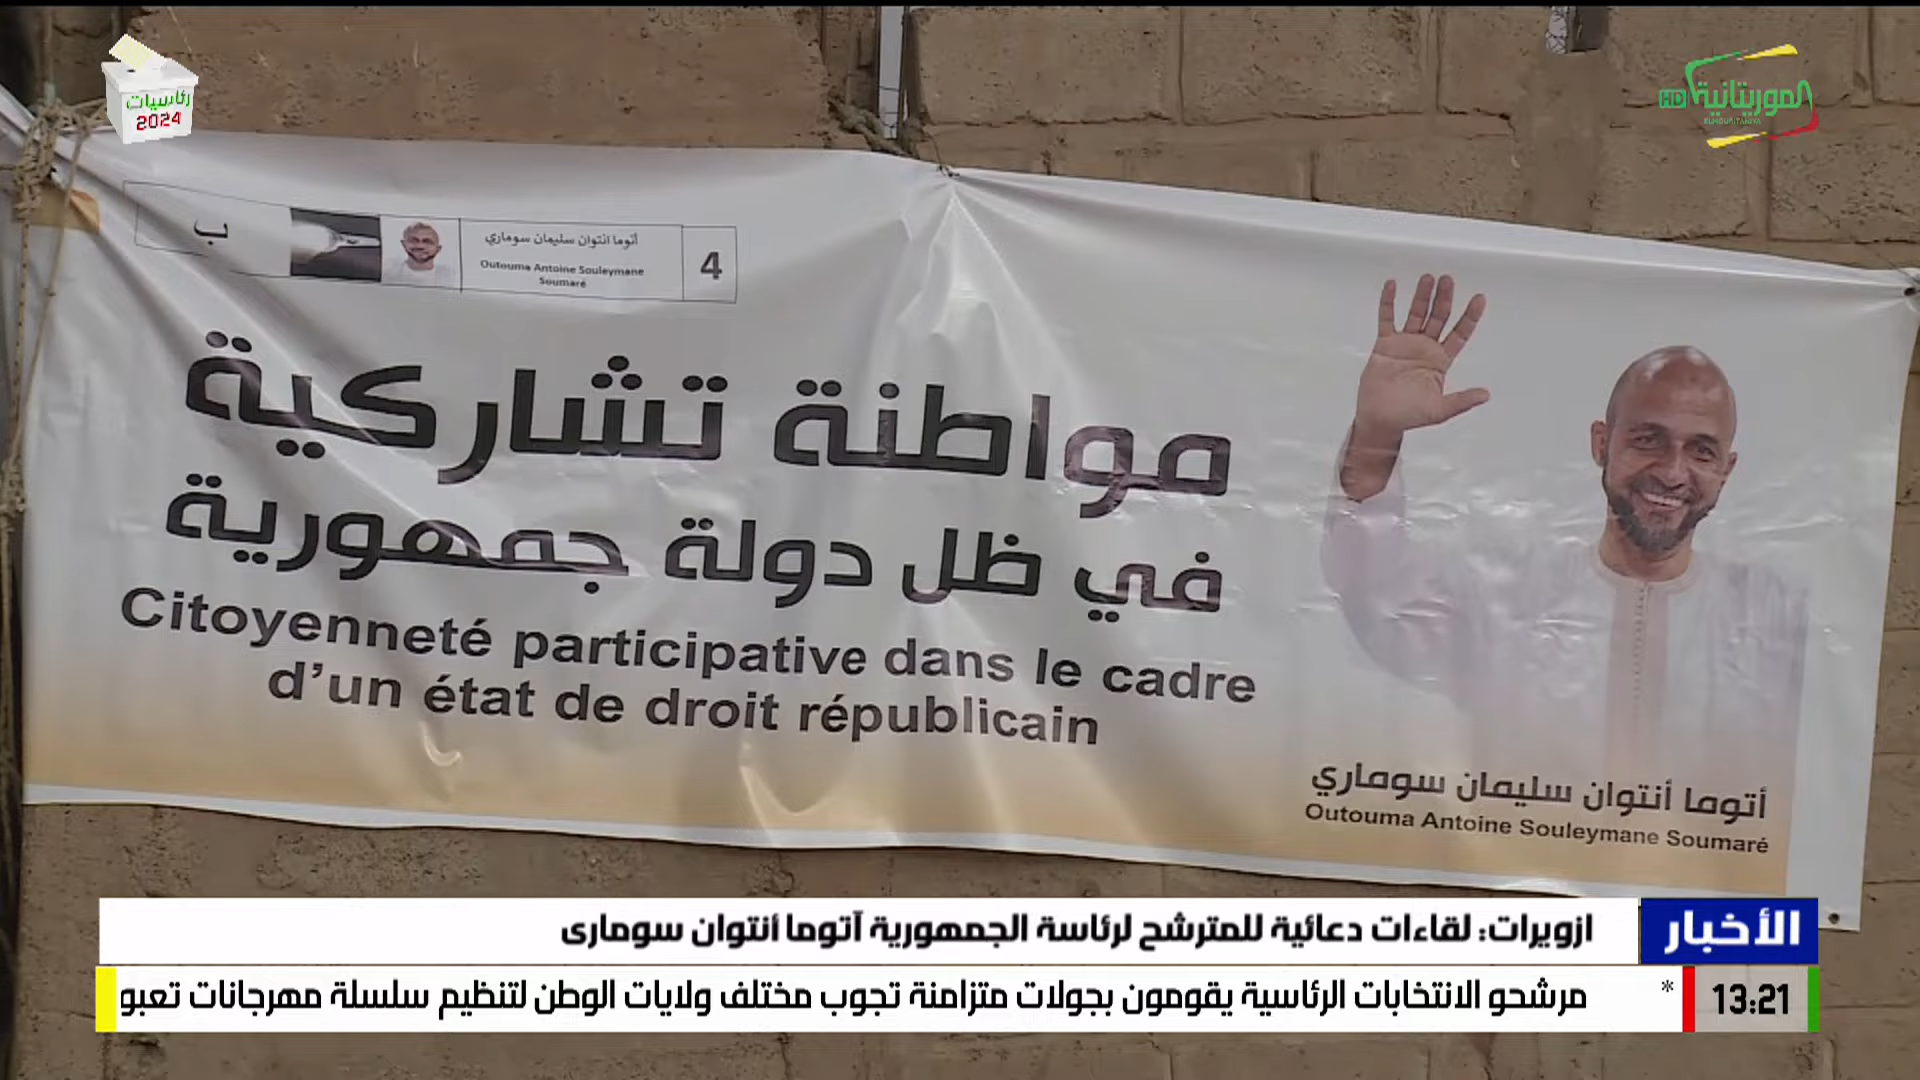 رئاسيات
2024
الموريتانية
HD
ELMOURITANIYA
ب
أتوما انتوان سليمان سوماري
Outouma Antoine Souleymane
Soumaré
4
مواطنة تشاركية
في ظل دولة جمهورية
Citoyenneté participative dans le cadre
d'un état de droit républicain
أتوما أنتوان سليمان سوماري
Outouma Antoine Souleymane Soumaré
الأخبار
ازويرات: لقاءات دعائية للمترشح لرئاسة الجمهورية آتوما أنتوان سومارى
13:21
* مرشحو الانتخابات الرئاسية يقومون بجولات متزامنة تجوب مختلف ولايات الوطن لتنظيم سلسلة مهرجانات تعبو